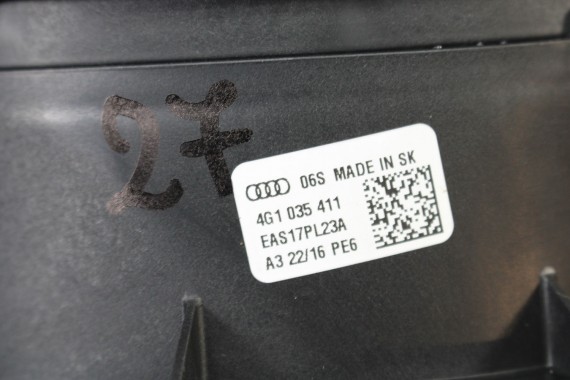 27
06S MADE IN SK
4G1 035 411
EAS17PL23A
A3 22/16 PE6